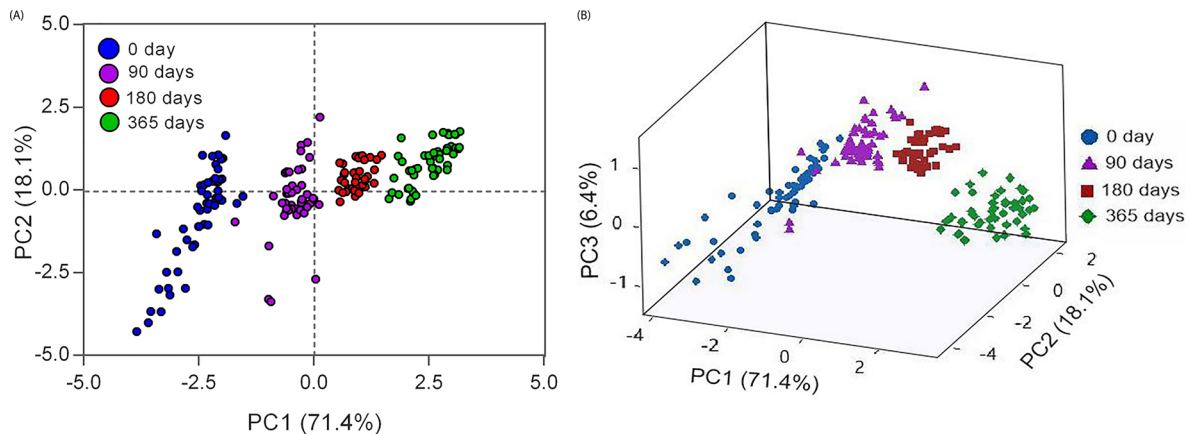 (A)
5.0
2.5
0.0
-2.5
-5.0
PC2 (18.1%)
0 day
90 days
180 days
365 days
-5.0
-2.5
0.0
2.5
5.0
PC1 (71.4%)
(B)
1
0
-1
PC3 (6.4%)
-4
-2
0
2
PC1 (71.4%)
-4
-2
0
2
PC2 (18.1%)
0 day
90 days
180 days
365 days